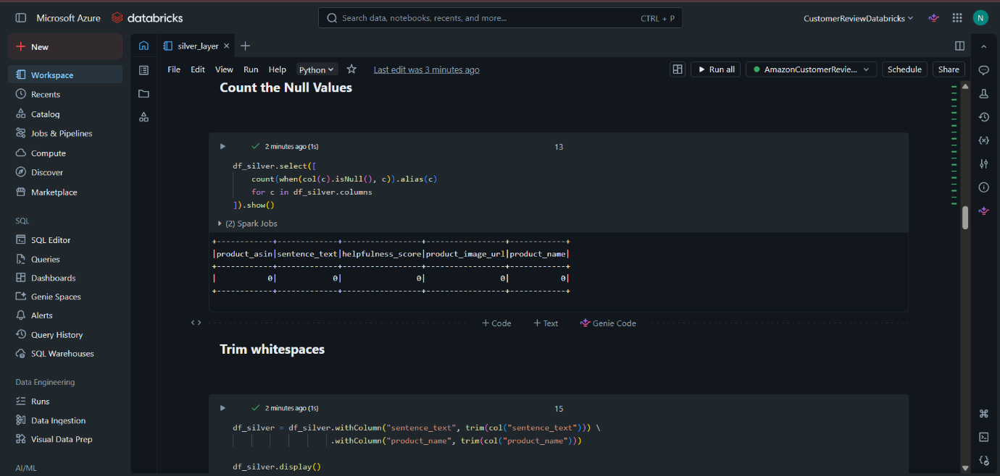 Microsoft Azure databricks
Search data, notebooks, recents, and more... CTRL + P
CustomerReviewDatabricks
N
New
Workspace
Recents
Catalog
Jobs & Pipelines
Compute
Discover
Marketplace
SQL
SQL Editor
Queries
Dashboards
Genie Spaces
Alerts
Query History
SQL Warehouses
Data Engineering
Runs
Data Ingestion
Visual Data Prep
AI/ML
silver_layer
File Edit View Run Help Python Last edit was 3 minutes ago
Run all AmazonCustomerRevie... Schedule Share
Count the Null Values
2 minutes ago (1s) 13
df_silver.select([
    count(when(col(c).isNull(), c)).alias(c)
    for c in df_silver.columns
]).show()
(2) Spark Jobs
+------------+-------------+-----------------+-----------------+------------+
|product_asin|sentence_text|helpfulness_score|product_image_url|product_name|
+------------+-------------+-----------------+-----------------+------------+
|           0|            0|                0|                0|           0|
+------------+-------------+-----------------+-----------------+------------+
+ Code + Text Genie Code
Trim whitespaces
2 minutes ago (1s) 15
df_silver = df_silver.withColumn("sentence_text", trim(col("sentence_text"))) \
                     .withColumn("product_name", trim(col("product_name")))
df_silver.display()